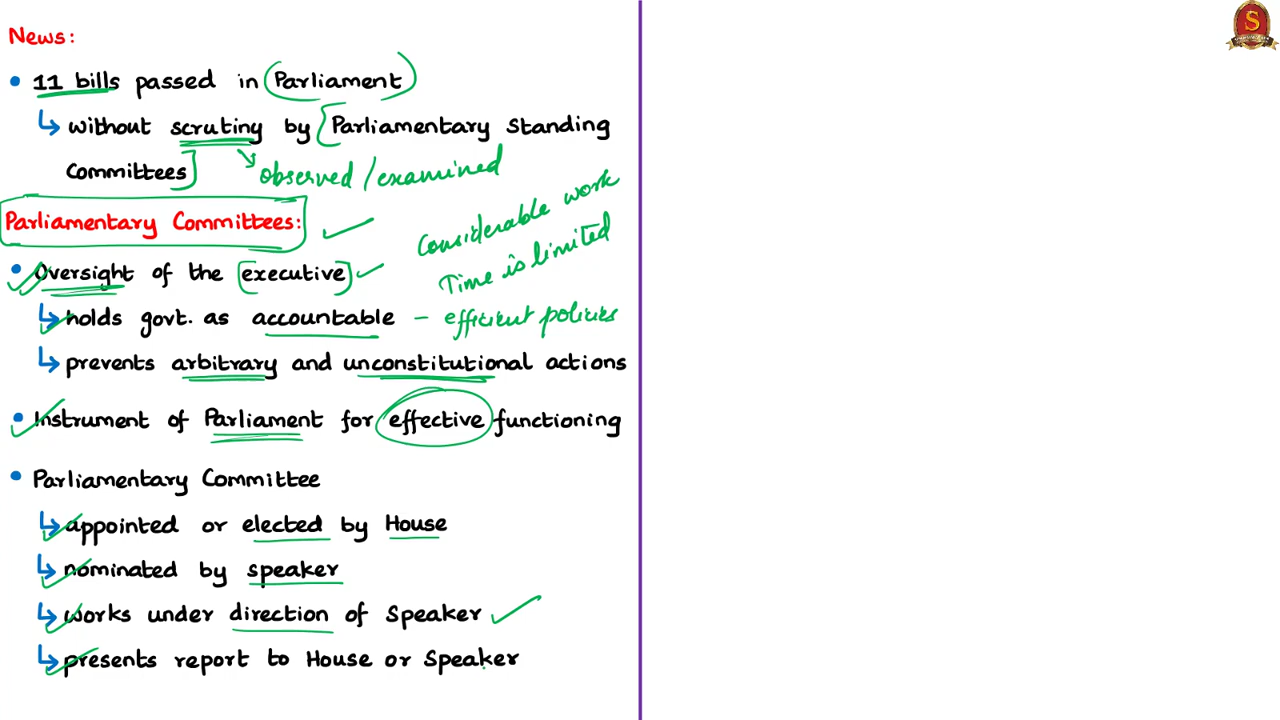 News:
• 11 bills passed in (Parliament)
↳ without scrutiny by [Parliamentary Standing
Committees]
observed / examined
Parliamentary Committees:
Considerable work
Time is limited
• Oversight of the [executive]
↳ holds govt. as accountable – efficient policies
↳ prevents arbitrary and unconstitutional actions
• Instrument of Parliament for effective functioning
• Parliamentary Committee
↳ appointed or elected by House
↳ nominated by speaker
↳ works under direction of Speaker
↳ presents report to House or Speaker
S